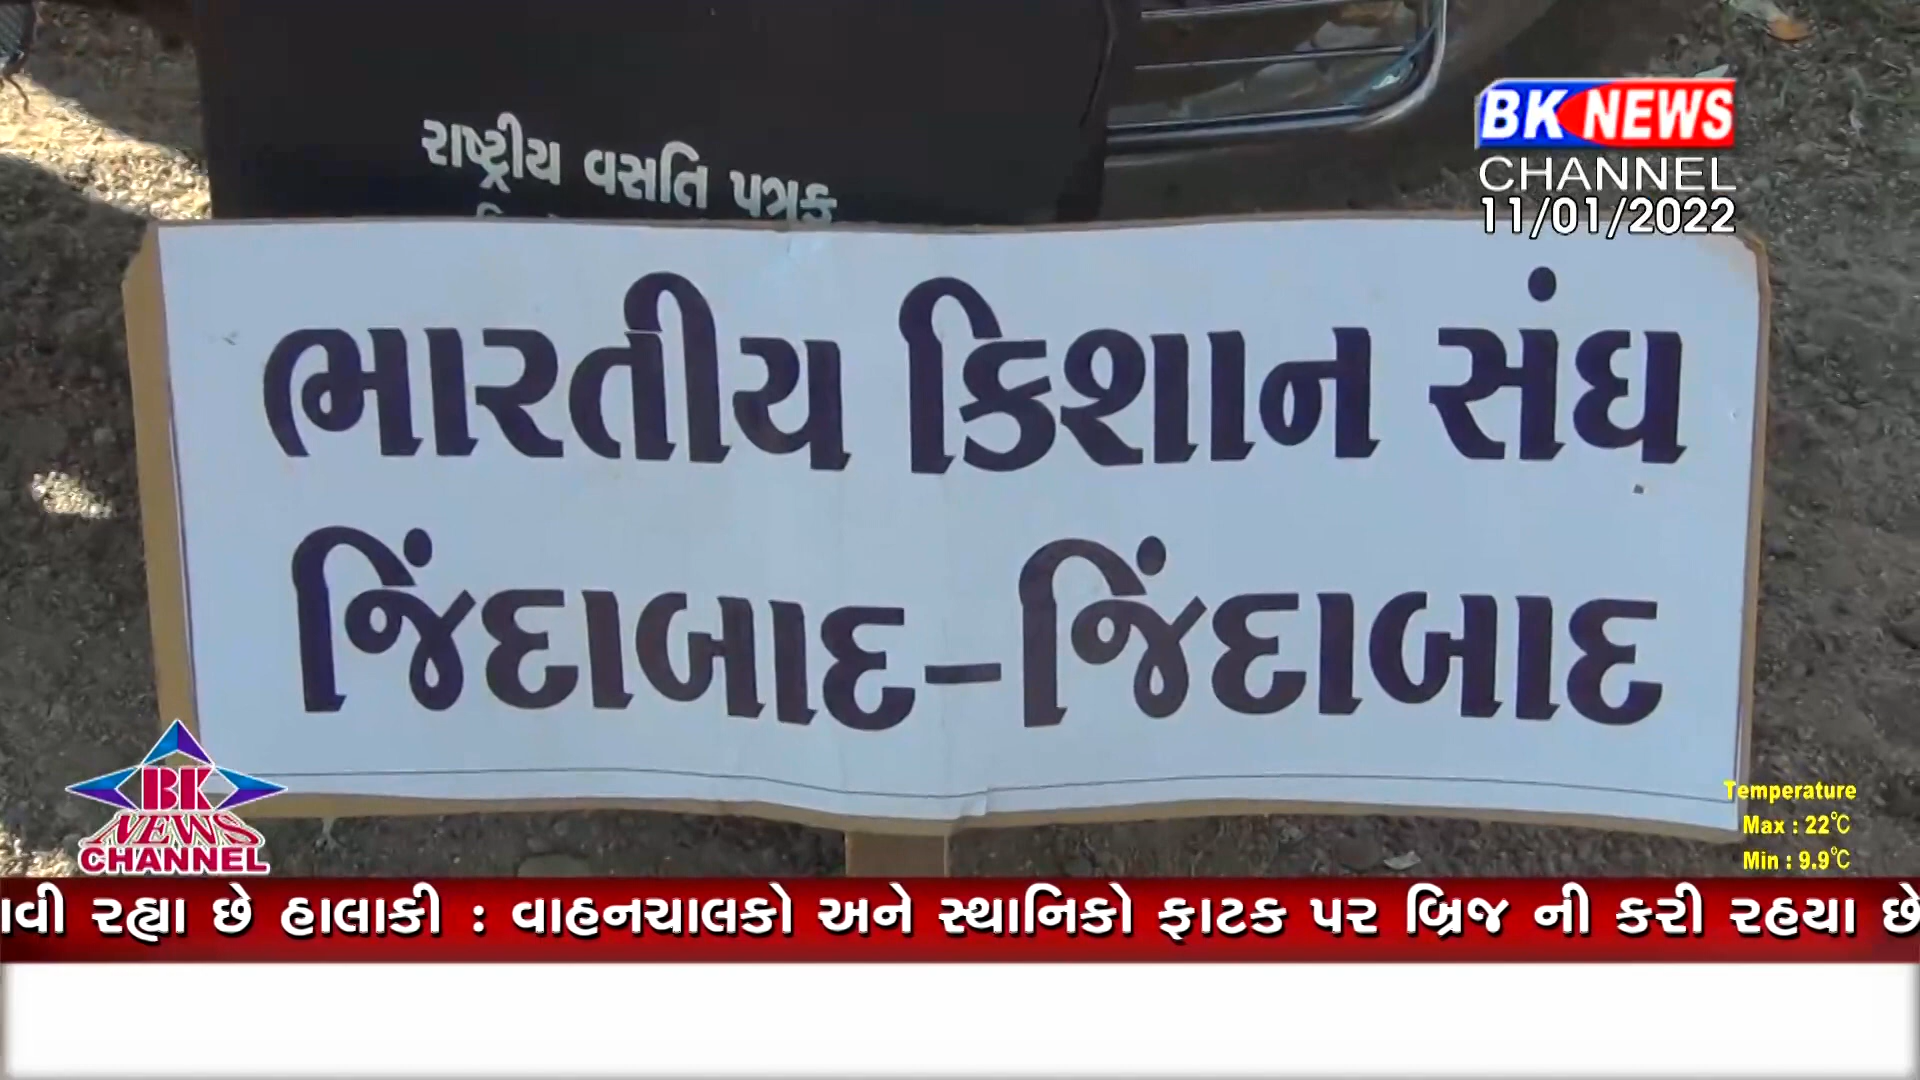 રાષ્ટ્રીય વસતિ પત્રક
BK NEWS
CHANNEL
11/01/2022
ભારતીય કિશાન સંઘ
જિંદાબાદ-જિંદાબાદ
BK
NEWS
CHANNEL
Temperature
Max : 22°C
Min : 9.9°C
રહ્યા છે હાલાકી : વાહનચાલકો અને સ્થાનિકો ફાટક પર બ્રિજ ની કરી રહયા છે